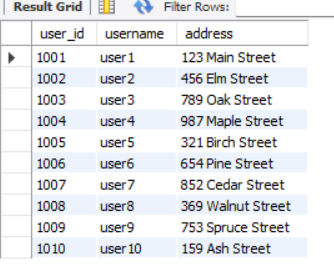 Result Grid Filter Rows:
user_id username address
1001 user1 123 Main Street
1002 user2 456 Elm Street
1003 user3 789 Oak Street
1004 user4 987 Maple Street
1005 user5 321 Birch Street
1006 user6 654 Pine Street
1007 user7 852 Cedar Street
1008 user8 369 Walnut Street
1009 user9 753 Spruce Street
1010 user10 159 Ash Street